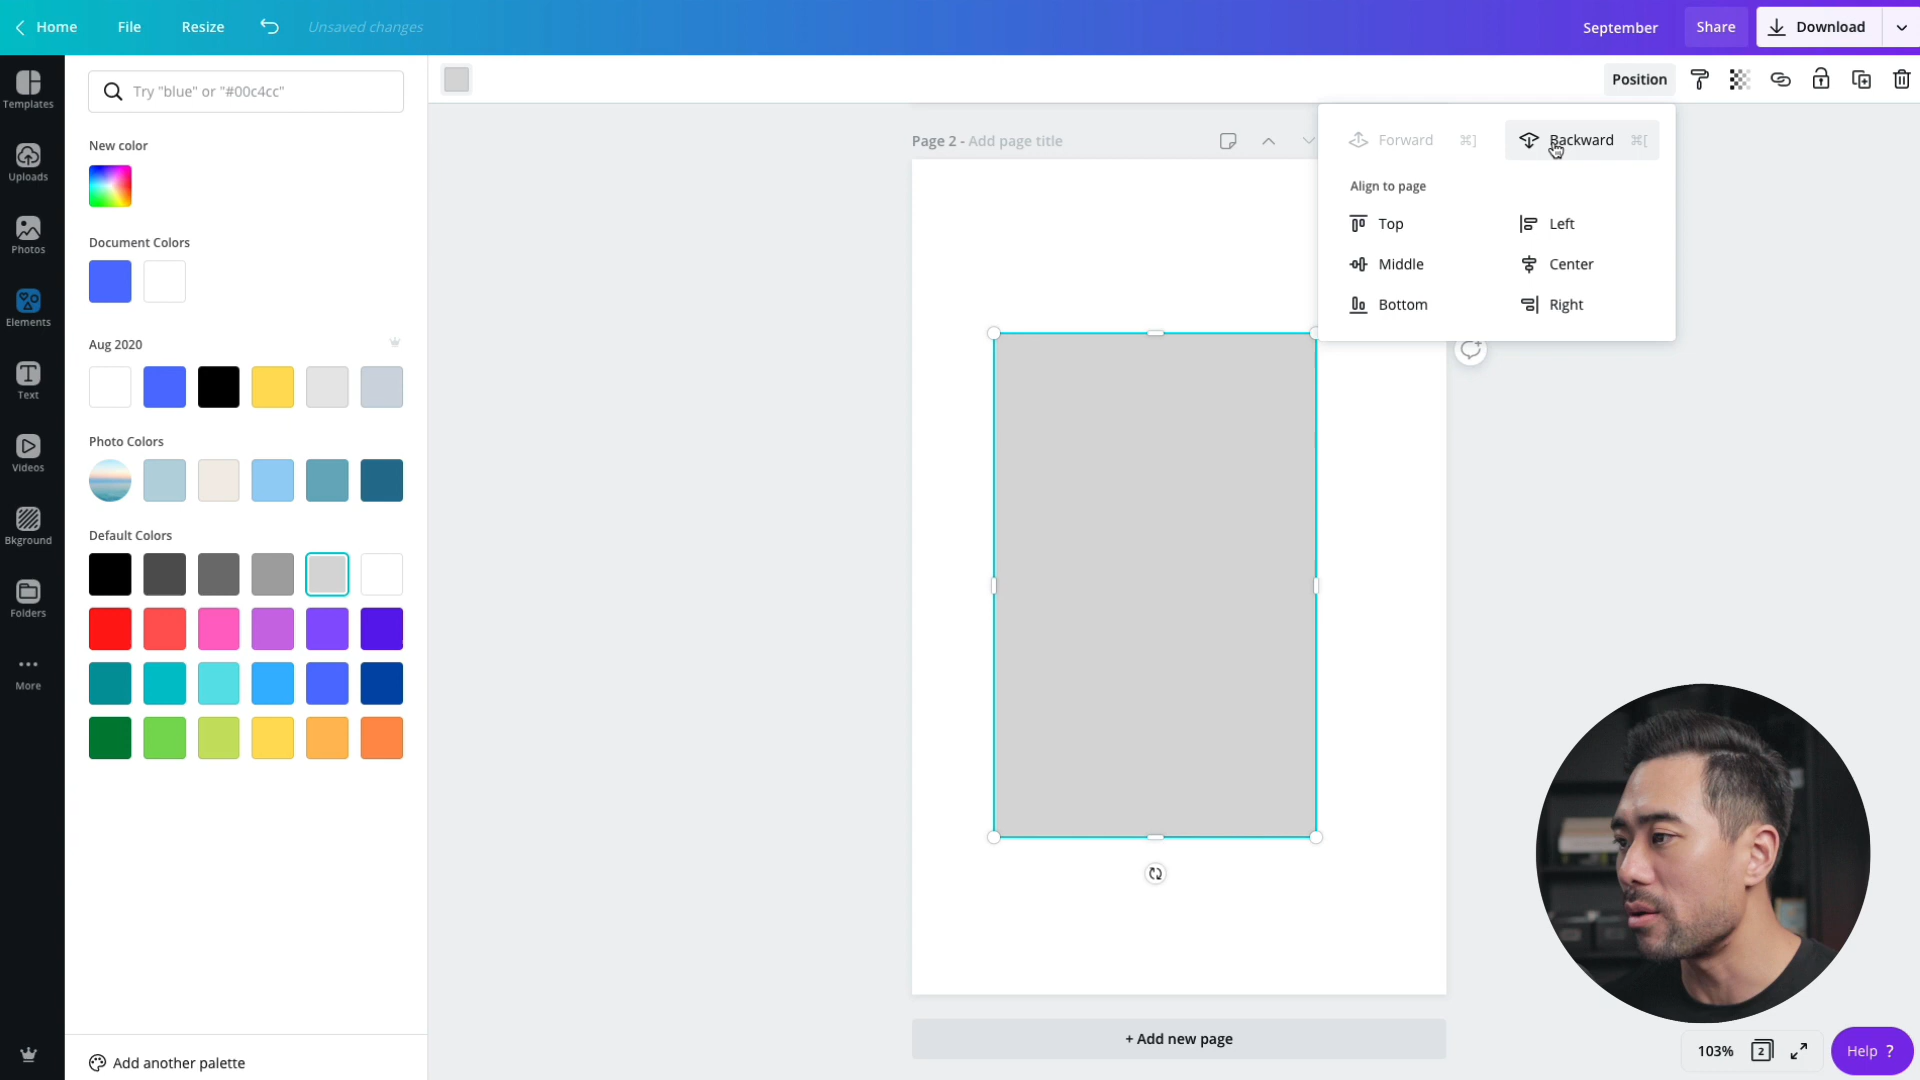 Home
File
Resize
Unsaved changes
September
Share
Download
Templates
Uploads
Photos
Elements
Text
Videos
Bkground
Folders
More
Try "blue" or "#00c4cc"
New color
Document Colors
Aug 2020
Photo Colors
Default Colors
Add another palette
Position
Page 2 - Add page title
Forward ⌘]
Backward ⌘[
Align to page
Top
Left
Middle
Center
Bottom
Right
+ Add new page
103%
2
Help ?